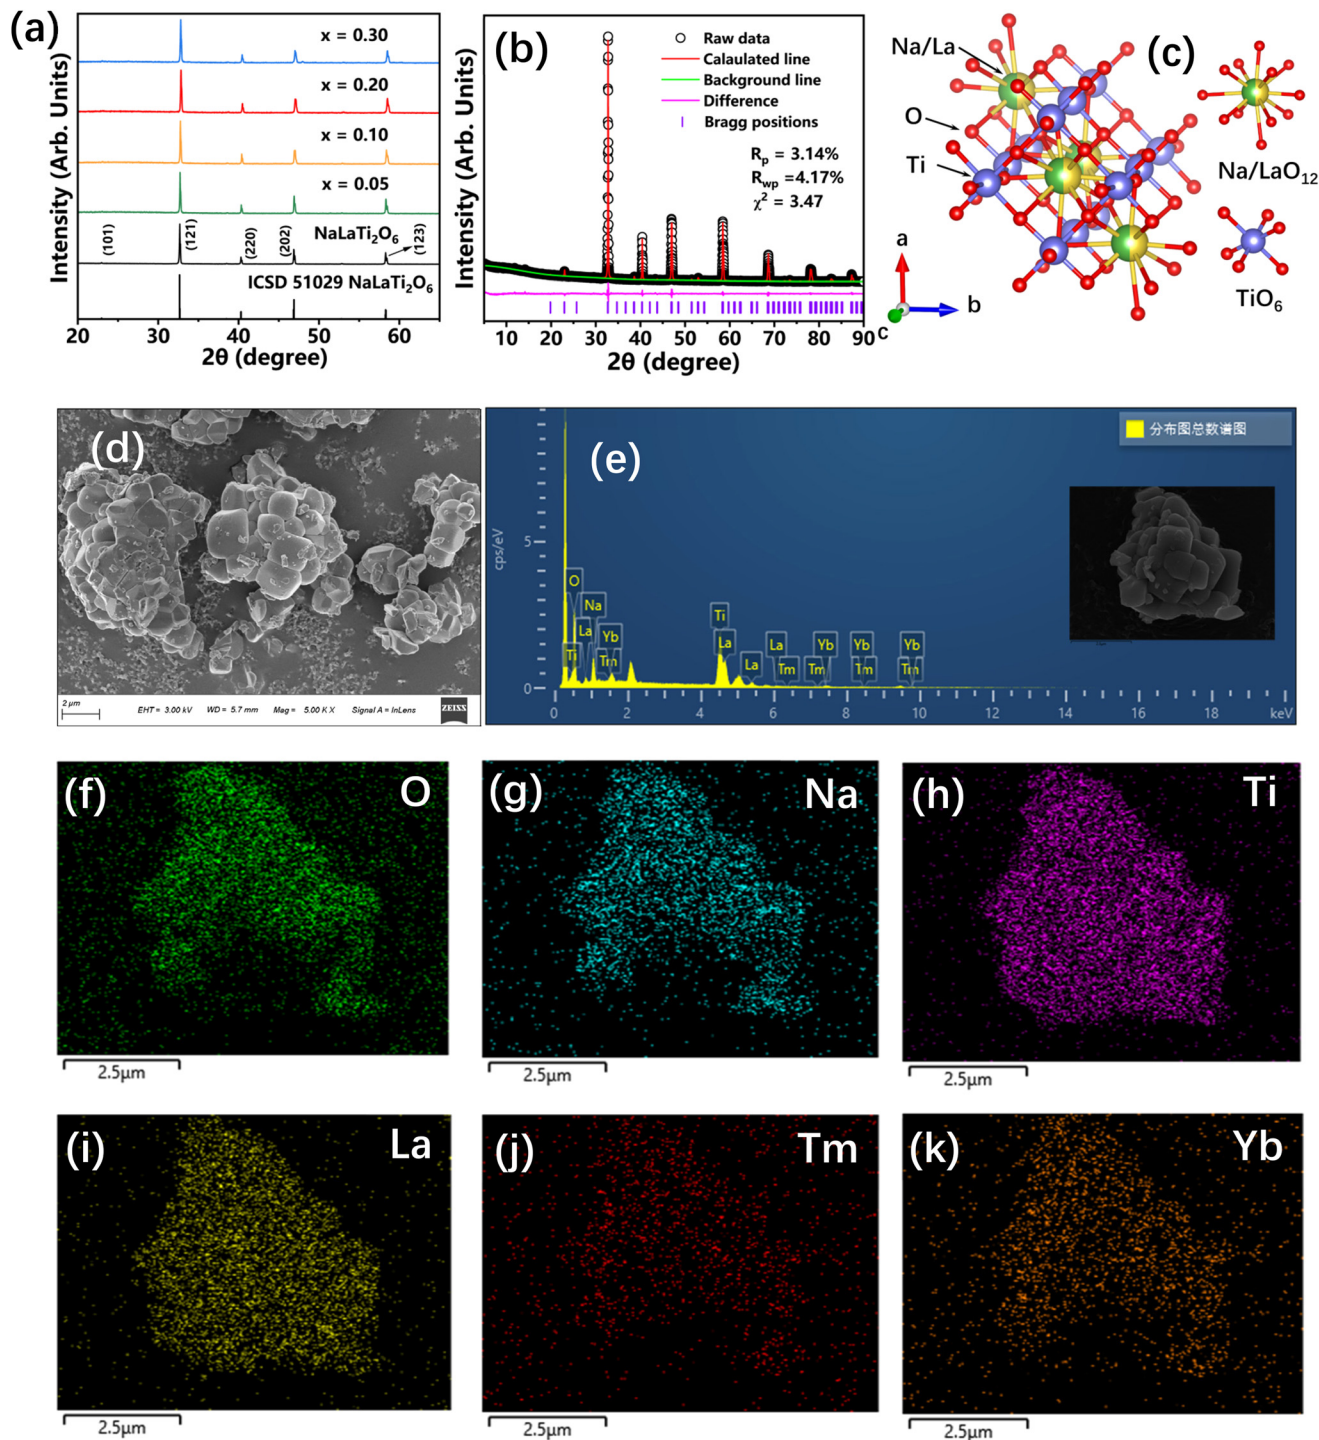 (a)
Intensity (Arb. Units)
x = 0.30
x = 0.20
x = 0.10
x = 0.05
NaLaTi₂O₆
(101)
(121)
(220)
(202)
(123)
ICSD 51029 NaLaTi₂O₆
20 30 40 50 60
2θ (degree)
(b)
Intensity (Arb. Units)
Raw data
Calaulated line
Background line
Difference
Bragg positions
Rₚ = 3.14%
R_wp =4.17%
χ² = 3.47
10 20 30 40 50 60 70 80 90
2θ (degree)
(c)
Na/La
O
Ti
a
b
c
Na/LaO₁₂
TiO₆
(d)
2 µm
EHT = 3.00 kV WD = 5.7 mm Mag = 5.00 K X Signal A = InLens
ZEISS
(e)
分布图总数谱图
cps/eV
5
0
O
Na
La
Ti
Yb
Tm
Ti
La
La
La
Tm
Yb
Tm
Yb
Tm
Yb
Tm
0 2 4 6 8 10 12 14 16 18 keV
(f)
O
2.5µm
(g)
Na
2.5µm
(h)
Ti
2.5µm
(i)
La
2.5µm
(j)
Tm
2.5µm
(k)
Yb
2.5µm